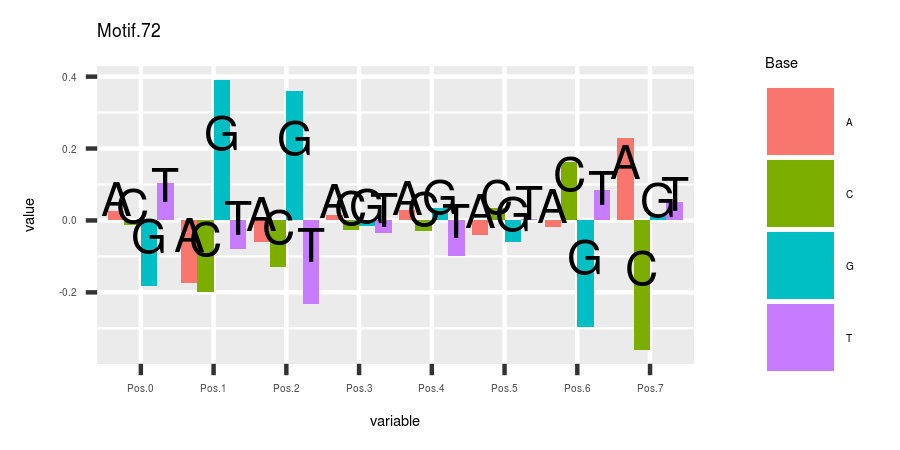 Motif.72
Base
0.4
0.2
0.0
-0.2
value
A C G T
A C G T
A C G T
A C G T
A C G T
A C G T
A C G T
A C G T
Pos.0 Pos.1 Pos.2 Pos.3 Pos.4 Pos.5 Pos.6 Pos.7
variable
A
C
G
T